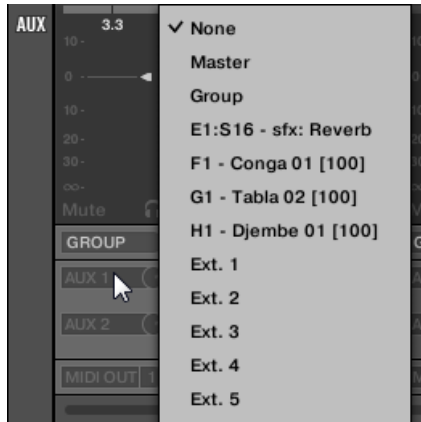 AUX
3.3
10 -
0 -
10 -
20 -
30 -
∞-
Mute
GROUP
AUX 1
AUX 2
MIDI OUT 1
✓ None
Master
Group
E1:S16 - sfx: Reverb
F1 - Conga 01 [100]
G1 - Tabla 02 [100]
H1 - Djembe 01 [100]
Ext. 1
Ext. 2
Ext. 3
Ext. 4
Ext. 5